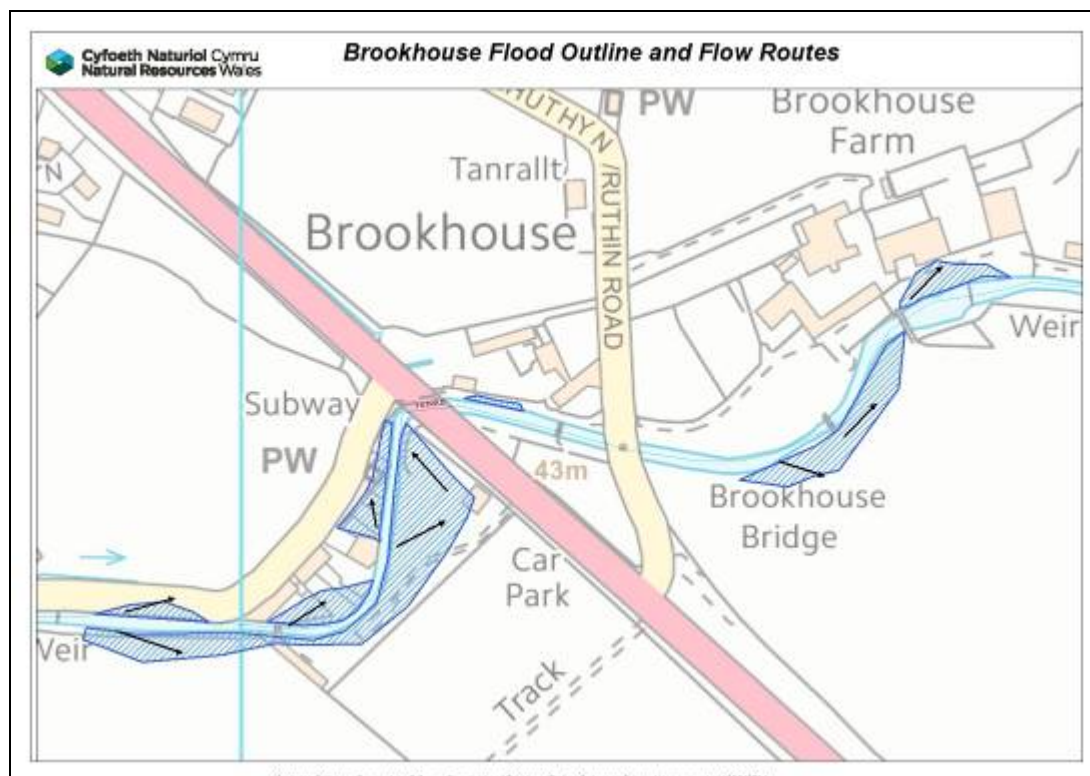 Cyfoeth Naturiol Cymru
Natural Resources Wales
Brookhouse Flood Outline and Flow Routes
RHUTHYN /RUTHIN ROAD
PW
Brookhouse
Farm
Tanrallt
Brookhouse
Weir
Subway
PW
43m
Brookhouse
Bridge
Car
Park
Weir
Track